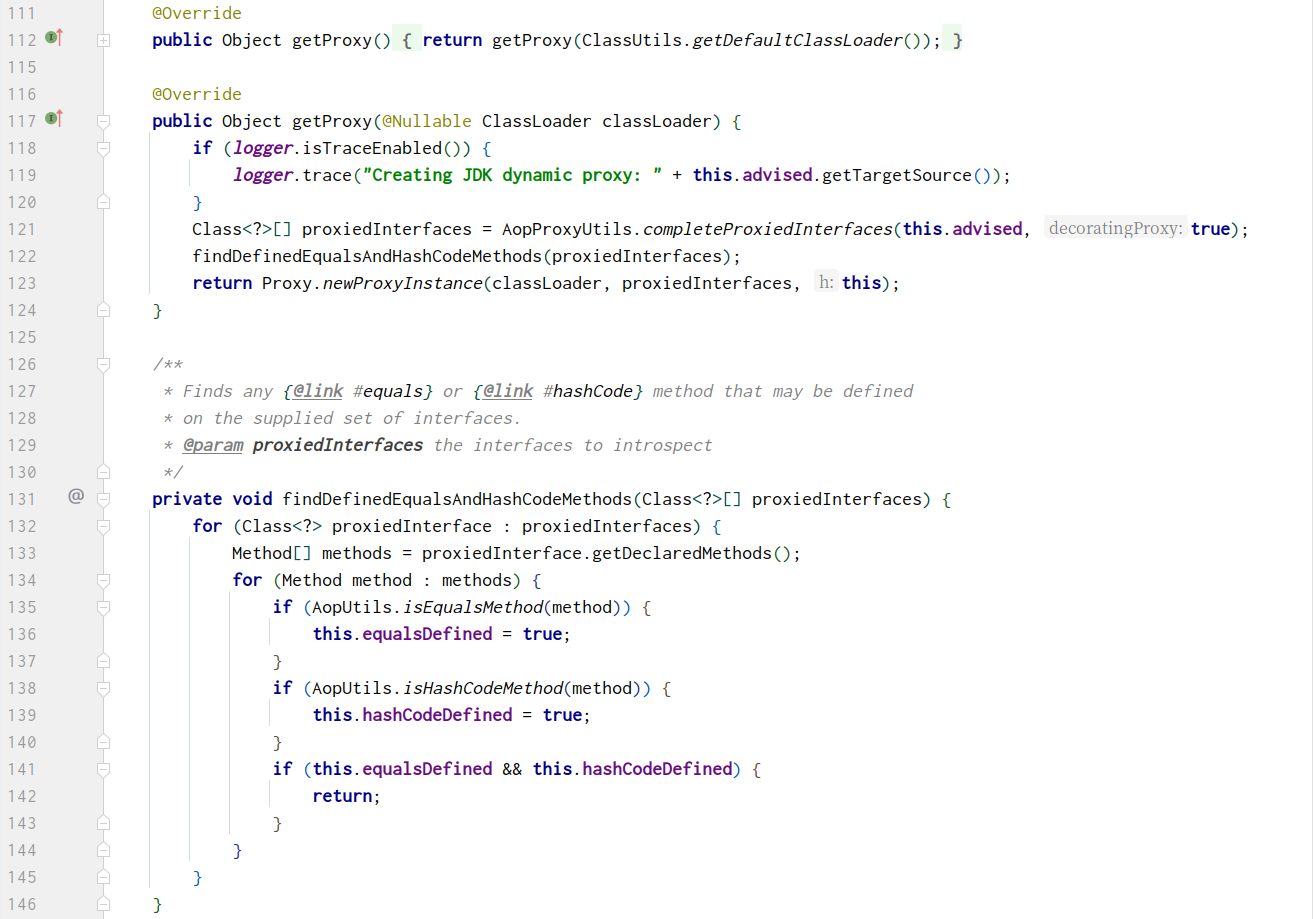 111 @Override
112 public Object getProxy() { return getProxy(ClassUtils.getDefaultClassLoader()); }
115
116 @Override
117 public Object getProxy(@Nullable ClassLoader classLoader) {
118 if (logger.isTraceEnabled()) {
119 logger.trace("Creating JDK dynamic proxy: " + this.advised.getTargetSource());
120 }
121 Class<?>[] proxiedInterfaces = AopProxyUtils.completeProxiedInterfaces(this.advised, decoratingProxy: true);
122 findDefinedEqualsAndHashCodeMethods(proxiedInterfaces);
123 return Proxy.newProxyInstance(classLoader, proxiedInterfaces, h: this);
124 }
125
126 /**
127 * Finds any {@link #equals} or {@link #hashCode} method that may be defined
128 * on the supplied set of interfaces.
129 * @param proxiedInterfaces the interfaces to introspect
130 */
131 @ private void findDefinedEqualsAndHashCodeMethods(Class<?>[] proxiedInterfaces) {
132 for (Class<?> proxiedInterface : proxiedInterfaces) {
133 Method[] methods = proxiedInterface.getDeclaredMethods();
134 for (Method method : methods) {
135 if (AopUtils.isEqualsMethod(method)) {
136 this.equalsDefined = true;
137 }
138 if (AopUtils.isHashCodeMethod(method)) {
139 this.hashCodeDefined = true;
140 }
141 if (this.equalsDefined && this.hashCodeDefined) {
142 return;
143 }
144 }
145 }
146 }